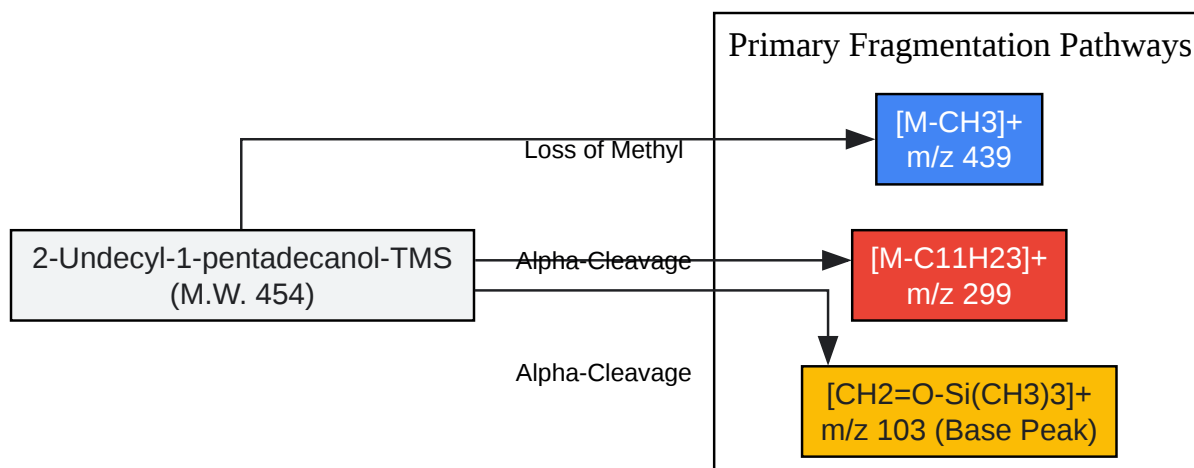 Primary Fragmentation Pathways
[M-CH3]+
m/z 439
Loss of Methyl
2-Undecyl-1-pentadecanol-TMS
(M.W. 454)
Alpha-Cleavage
[M-C11H23]+
m/z 299
Alpha-Cleavage
[CH2=O-Si(CH3)3]+
m/z 103 (Base Peak)